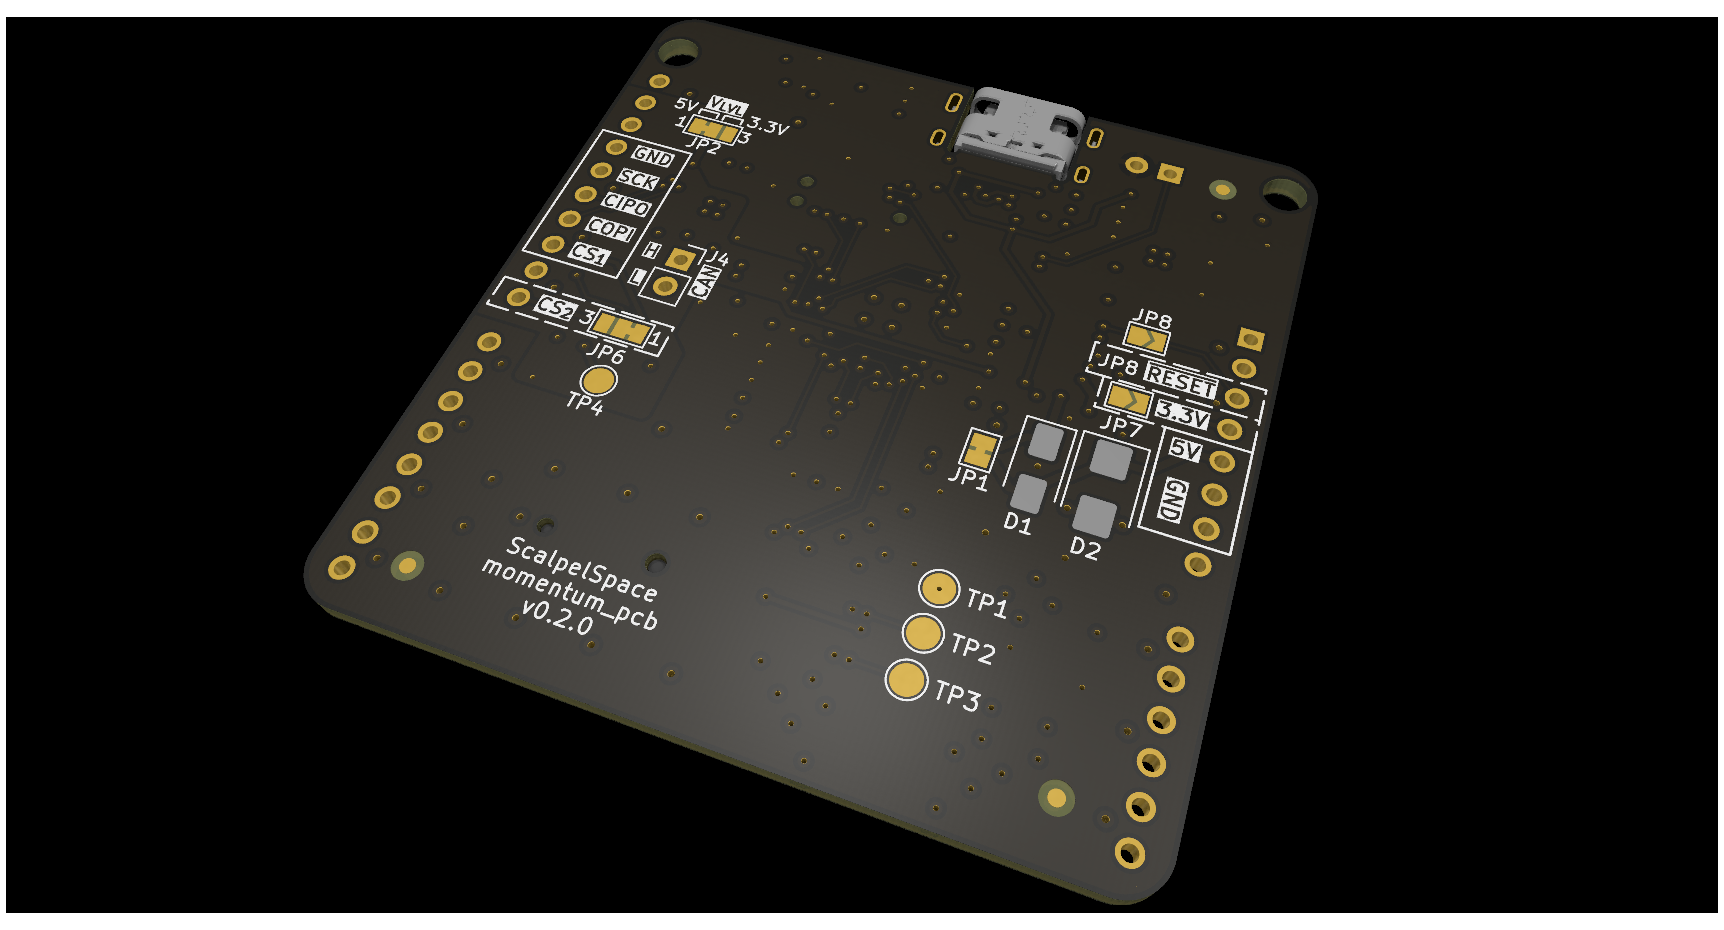 5V VLVL
1 3.3V
JP2 3
GND
SCK
CIPO
COPI
CS1
H J4
L CAN
CS2 3 1
JP6
TP4
JP8
JP8 RESET
3.3V
JP7
5V
GND
JP1
D1
D2
ScalpelSpace
momentum_pcb
v0.2.0
TP1
TP2
TP3